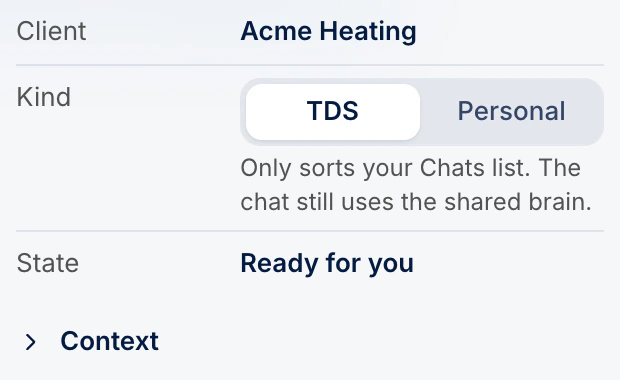 Client Acme Heating
Kind TDS Personal
Only sorts your Chats list. The
chat still uses the shared brain.
State Ready for you
Context